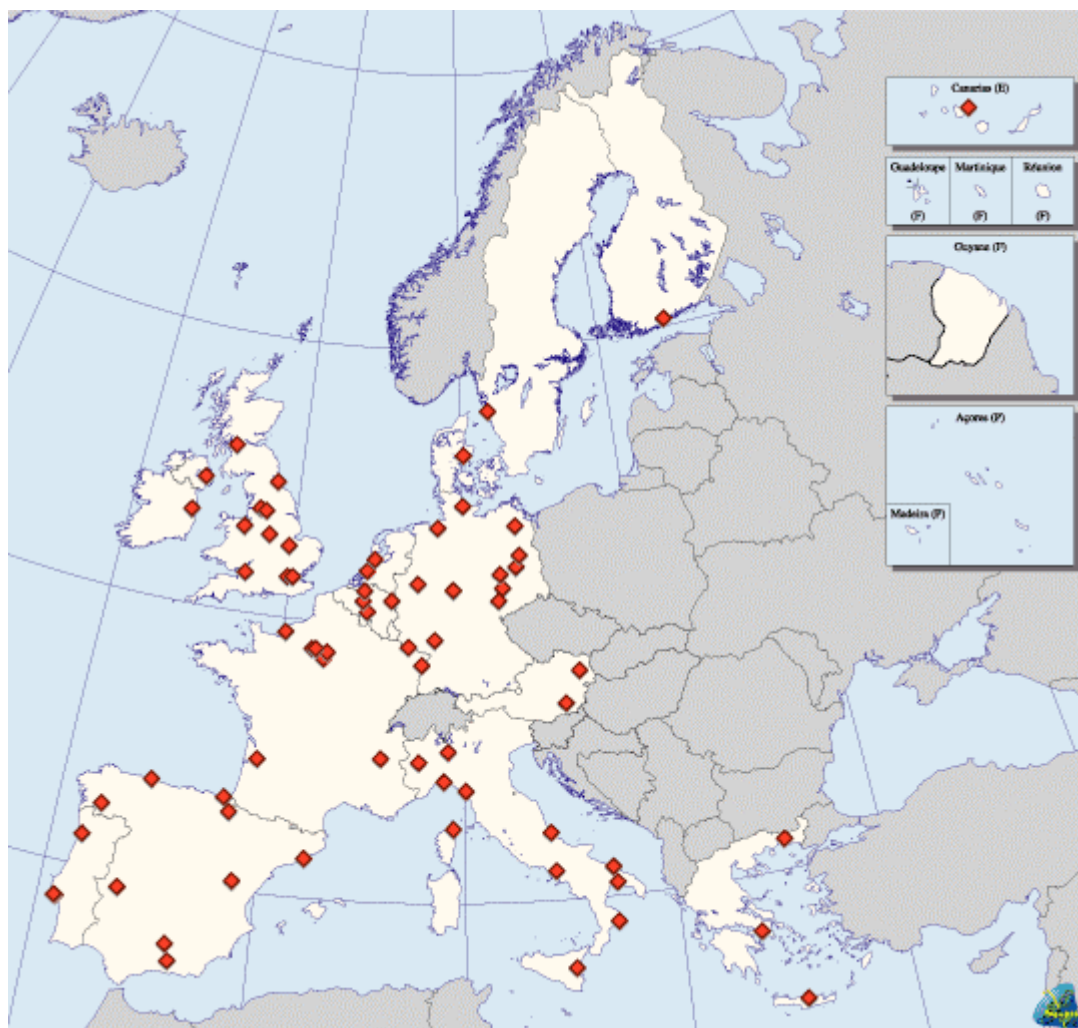 Canarias (E)
Guadeloupe
Martinique
Réunion
(F)
(F)
(F)
Guyane (F)
Açores (P)
Madeira (P)